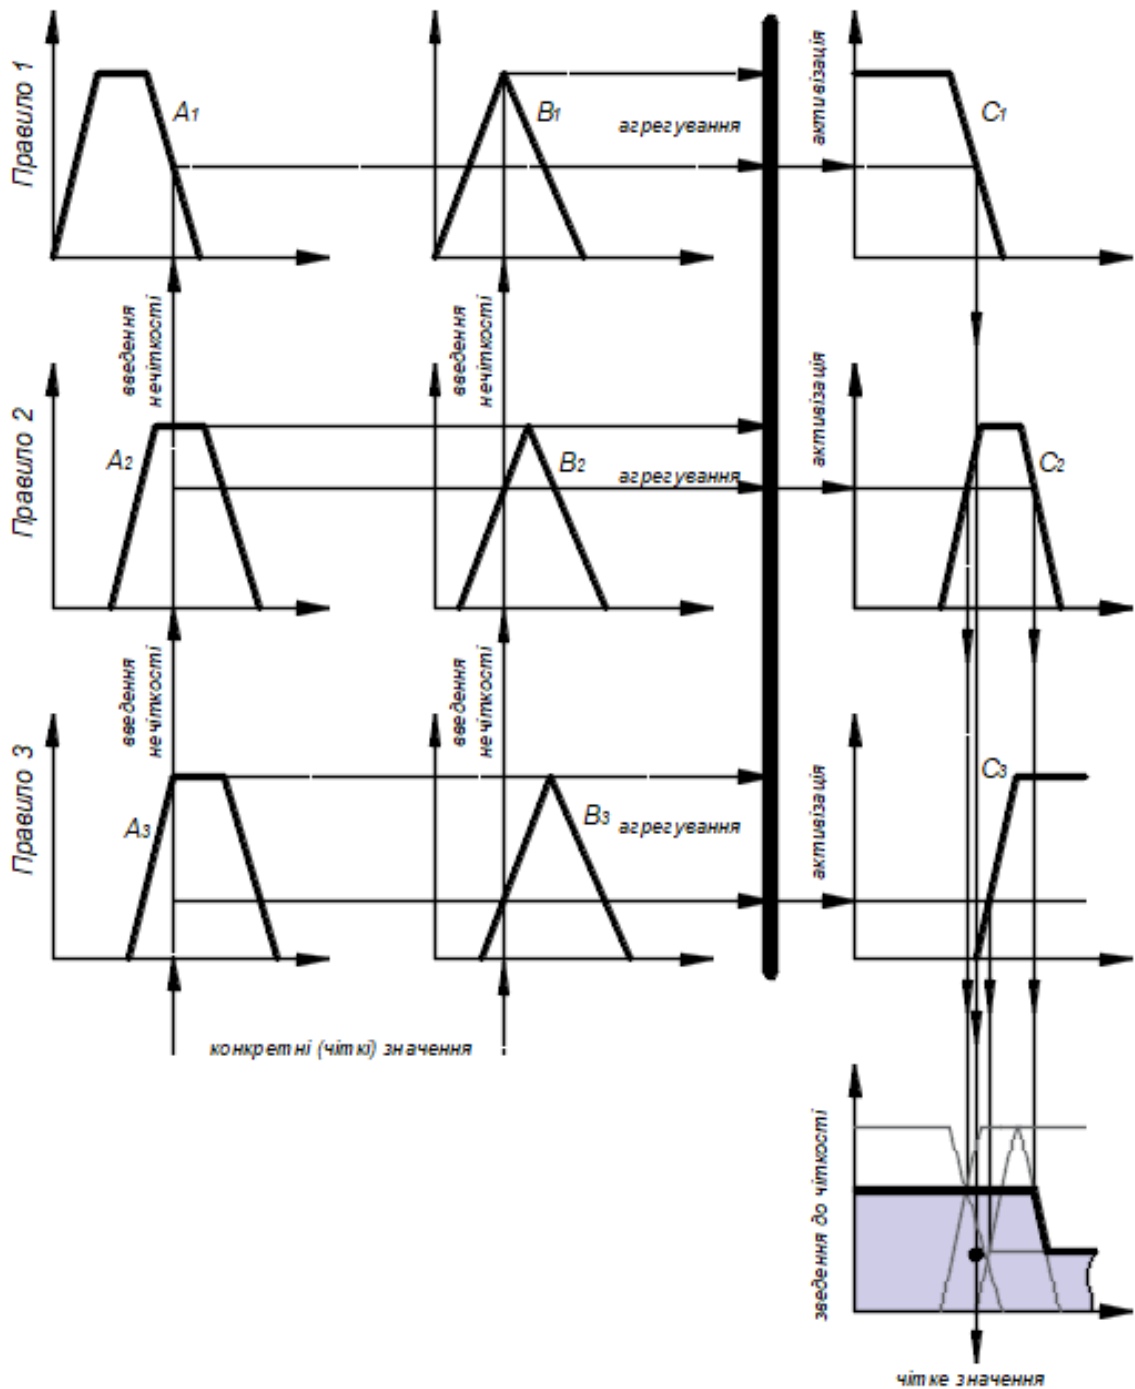 Правило 1
A1
B1
агрегування
активізація
C1
введення
нечіткості
введення
нечіткості
Правило 2
A2
B2
агрегування
активізація
C2
введення
нечіткості
введення
нечіткості
Правило 3
A3
B3
агрегування
активізація
C3
конкретні (чіткі) значення
зведення до чіткості
чітке значення